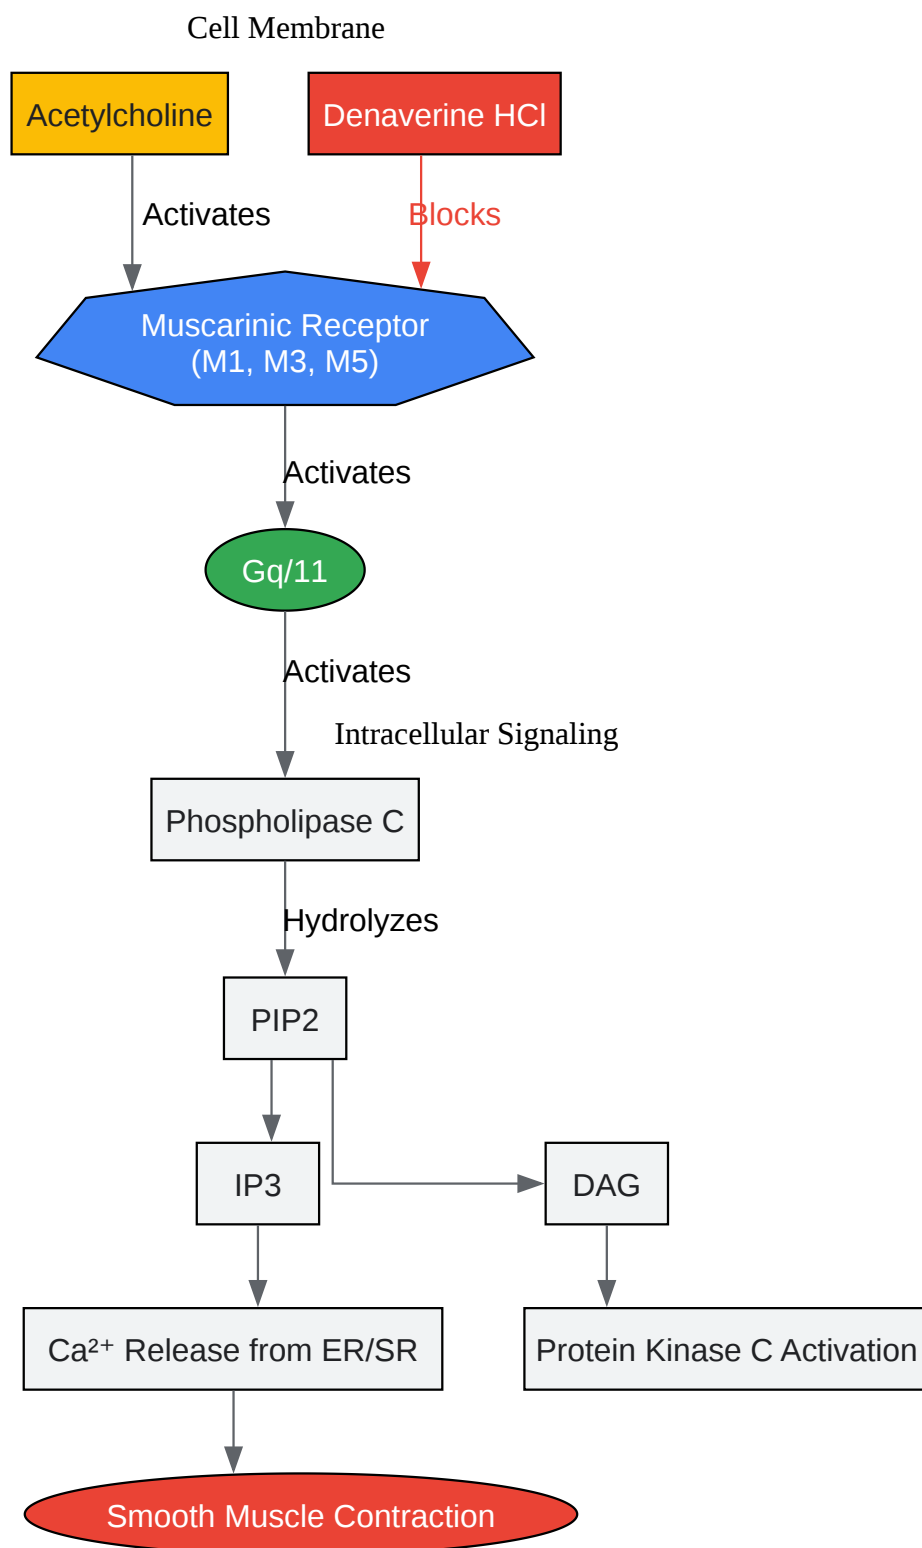 Cell Membrane
Acetylcholine
Denaverine HCl
Activates
Blocks
Muscarinic Receptor
(M1, M3, M5)
Activates
Gq/11
Activates
Intracellular Signaling
Phospholipase C
Hydrolyzes
PIP2
IP3
DAG
Ca²⁺ Release from ER/SR
Protein Kinase C Activation
Smooth Muscle Contraction